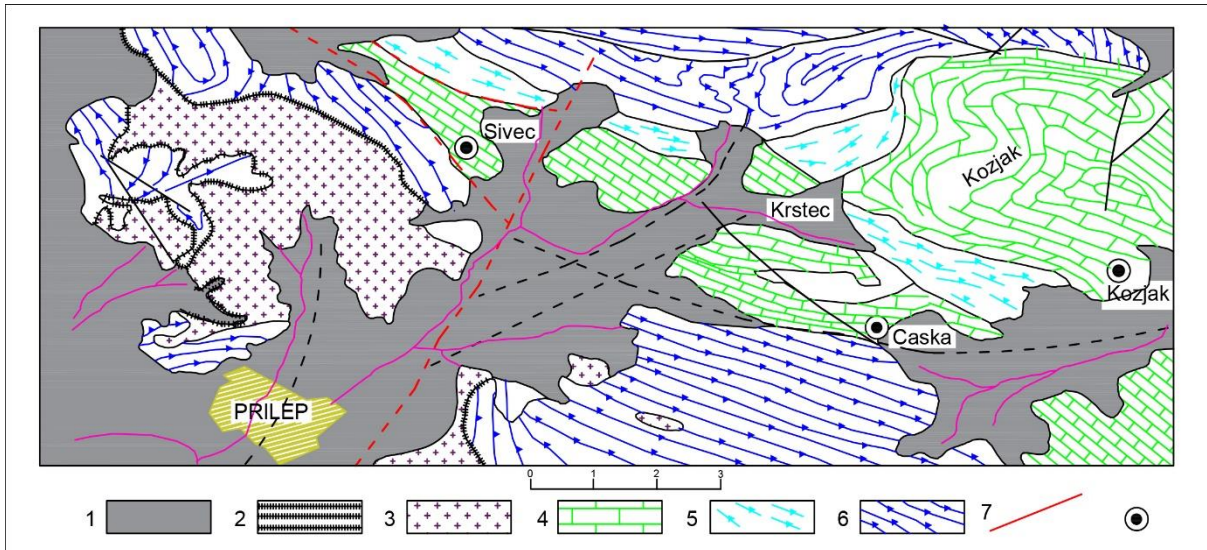 Sivec
Kozjak
Krstec
Kozjak
Caska
PRILEP
0 1 2 3
1 2 3 4 5 6 7